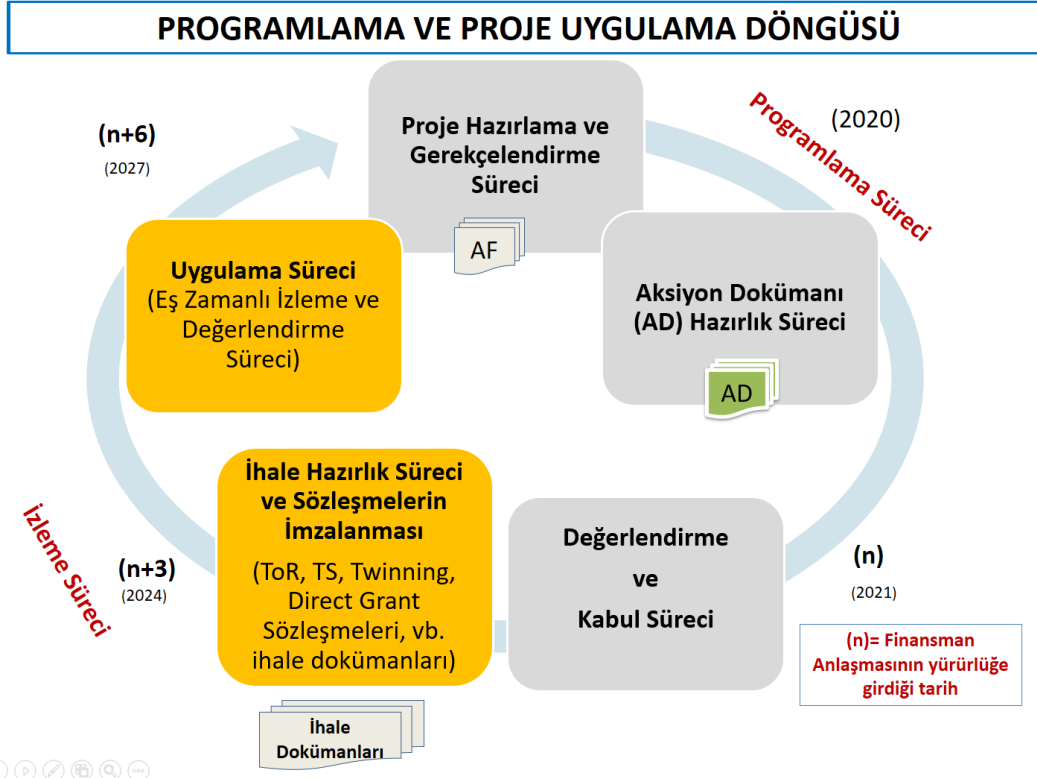 PROGRAMLAMA VE PROJE UYGULAMA DÖNGÜSÜ
(n+6)
(2027)
Proje Hazırlama ve
Gerekçelendirme
Süreci
AF
(2020)
Programlama Süreci
Uygulama Süreci
(Eş Zamanlı İzleme ve
Değerlendirme
Süreci)
Aksiyon Dokümanı
(AD) Hazırlık Süreci
AD
İhale Hazırlık Süreci
ve Sözleşmelerin
İmzalanması
(ToR, TS, Twinning,
Direct Grant
Sözleşmeleri, vb.
ihale dokümanları)
Değerlendirme
ve
Kabul Süreci
İzleme Süreci
(n+3)
(2024)
(n)
(2021)
(n)= Finansman
Anlaşmasının yürürlüğe
girdiği tarih
İhale
Dokümanları